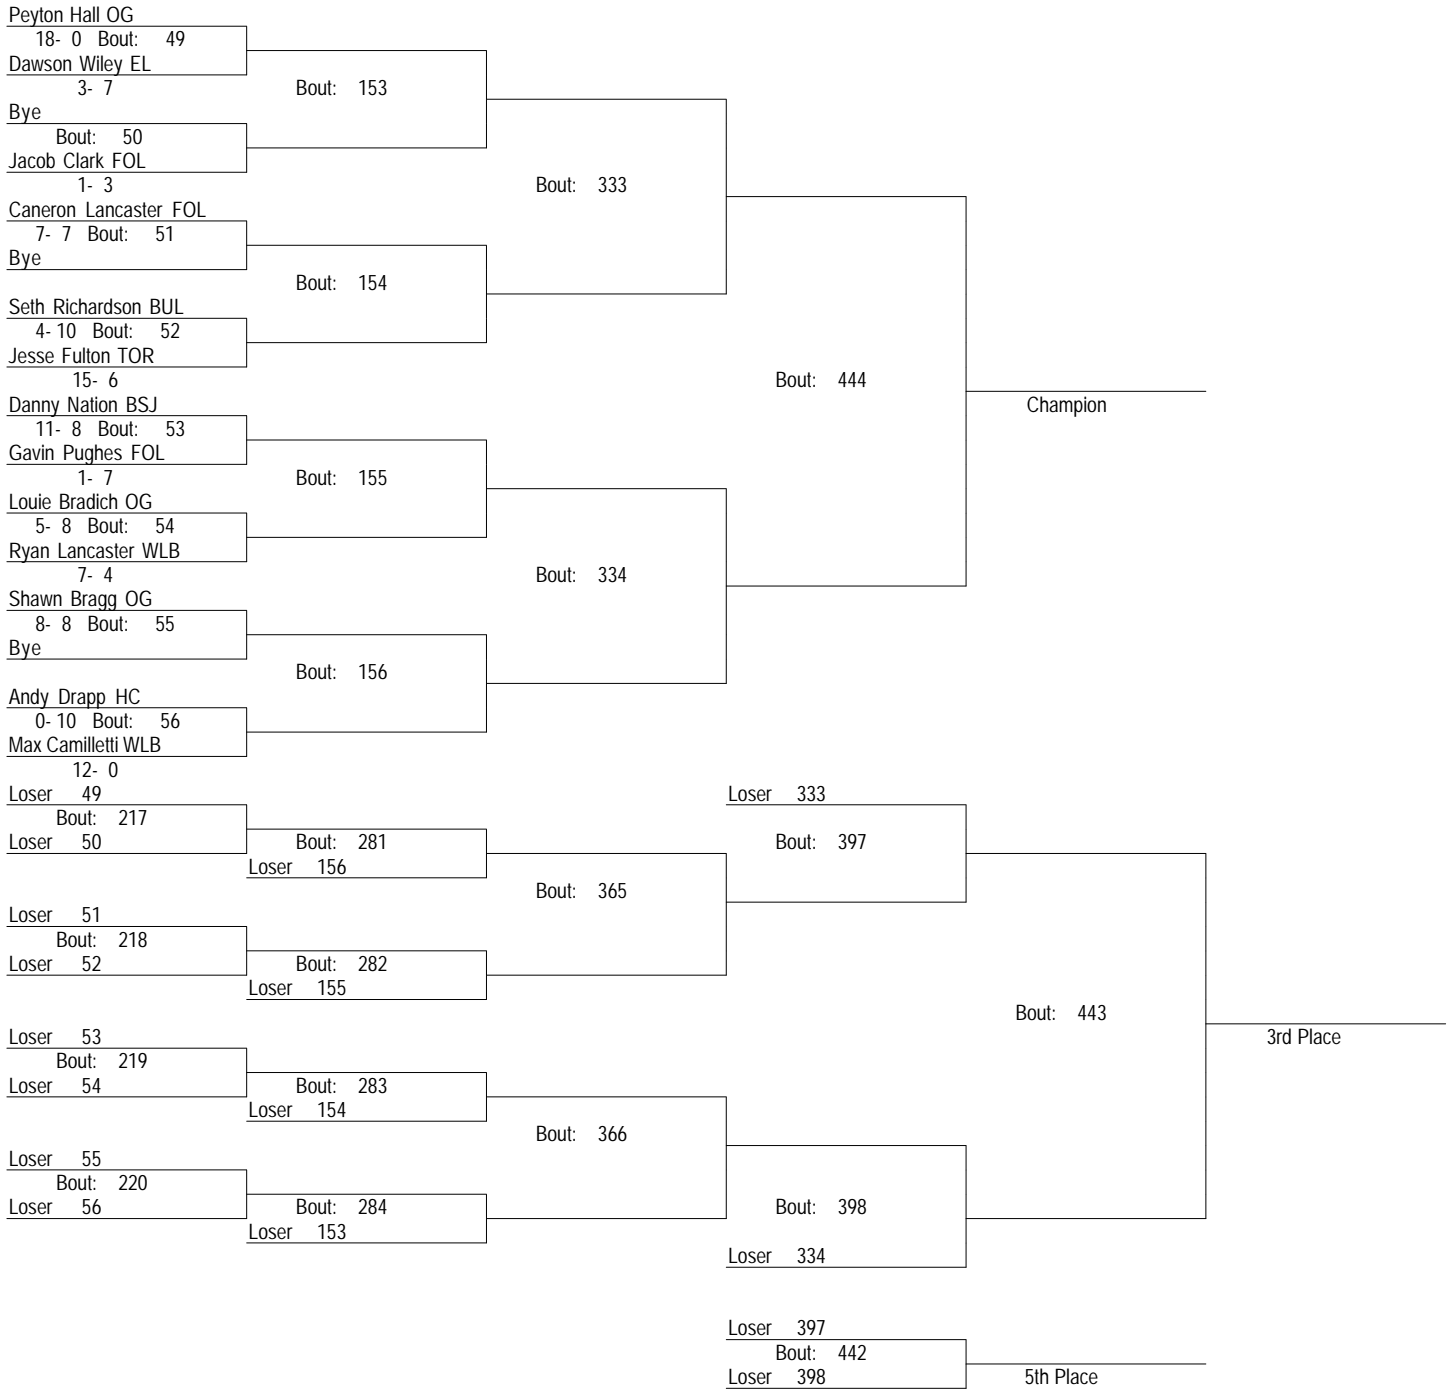 Peyton Hall OG
18- 0 Bout: 49
Dawson Wiley EL
3- 7
Bout: 153
Bye
Bout: 50
Jacob Clark FOL
1- 3
Bout: 333
Caneron Lancaster FOL
7- 7 Bout: 51
Bye
Bout: 154
Seth Richardson BUL
4- 10 Bout: 52
Jesse Fulton TOR
15- 6
Bout: 444
Champion
Danny Nation BSJ
11- 8 Bout: 53
Gavin Pughes FOL
1- 7
Bout: 155
Louie Bradich OG
5- 8 Bout: 54
Ryan Lancaster WLB
7- 4
Bout: 334
Shawn Bragg OG
8- 8 Bout: 55
Bye
Bout: 156
Andy Drapp HC
0- 10 Bout: 56
Max Camilletti WLB
12- 0
Loser 49
Bout: 217
Loser 50
Bout: 281
Loser 156
Loser 333
Bout: 397
Bout: 365
Loser 51
Bout: 218
Loser 52
Bout: 282
Loser 155
Bout: 443
3rd Place
Loser 53
Bout: 219
Loser 54
Bout: 283
Loser 154
Bout: 366
Loser 55
Bout: 220
Loser 56
Bout: 284
Loser 153
Bout: 398
Loser 334
Loser 397
Bout: 442
Loser 398
5th Place